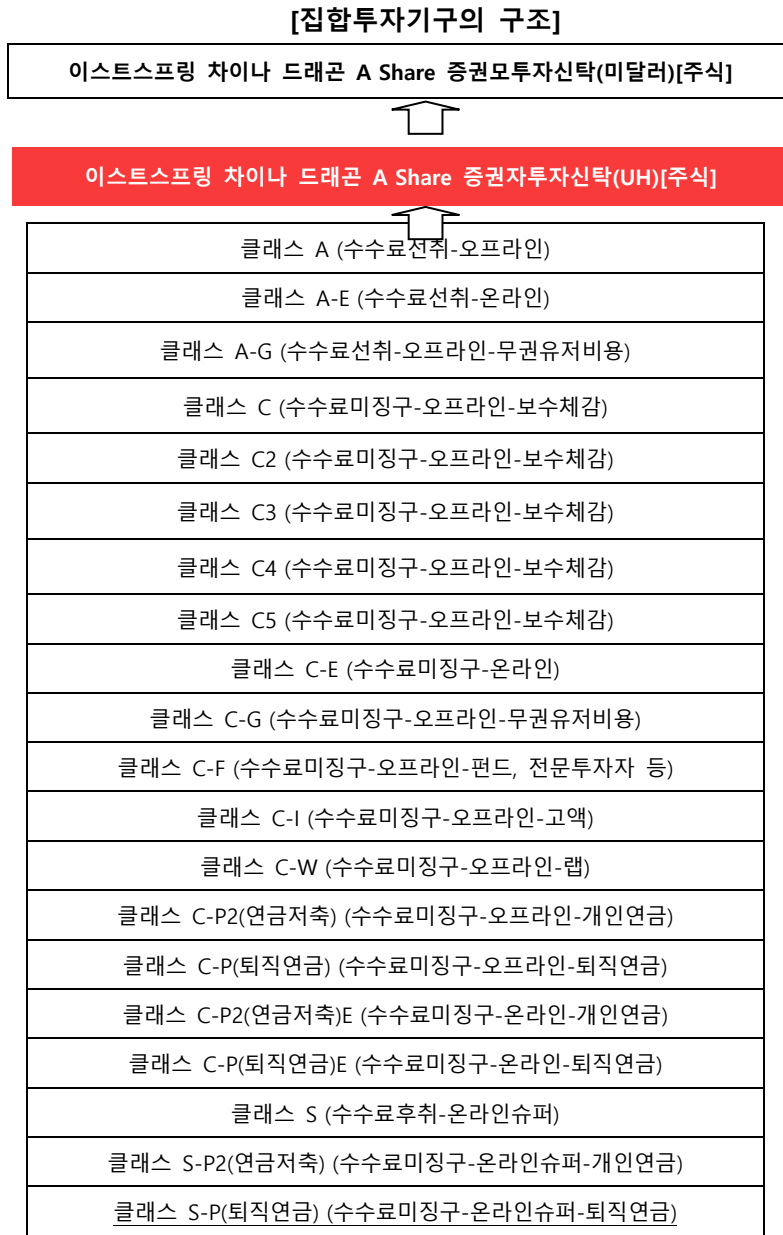 [집합투자기구의 구조]
이스트스프링 차이나 드래곤 A Share 증권모투자신탁(미달러)[주식]
이스트스프링 차이나 드래곤 A Share 증권자투자신탁(UH)[주식]
클래스 A (수수료선취-오프라인)
클래스 A-E (수수료선취-온라인)
클래스 A-G (수수료선취-오프라인-무권유저비용)
클래스 C (수수료미징구-오프라인-보수체감)
클래스 C2 (수수료미징구-오프라인-보수체감)
클래스 C3 (수수료미징구-오프라인-보수체감)
클래스 C4 (수수료미징구-오프라인-보수체감)
클래스 C5 (수수료미징구-오프라인-보수체감)
클래스 C-E (수수료미징구-온라인)
클래스 C-G (수수료미징구-오프라인-무권유저비용)
클래스 C-F (수수료미징구-오프라인-펀드, 전문투자자 등)
클래스 C-I (수수료미징구-오프라인-고액)
클래스 C-W (수수료미징구-오프라인-랩)
클래스 C-P2(연금저축) (수수료미징구-오프라인-개인연금)
클래스 C-P(퇴직연금) (수수료미징구-오프라인-퇴직연금)
클래스 C-P2(연금저축)E (수수료미징구-온라인-개인연금)
클래스 C-P(퇴직연금)E (수수료미징구-온라인-퇴직연금)
클래스 S (수수료후취-온라인슈퍼)
클래스 S-P2(연금저축) (수수료미징구-온라인슈퍼-개인연금)
클래스 S-P(퇴직연금) (수수료미징구-온라인슈퍼-퇴직연금)